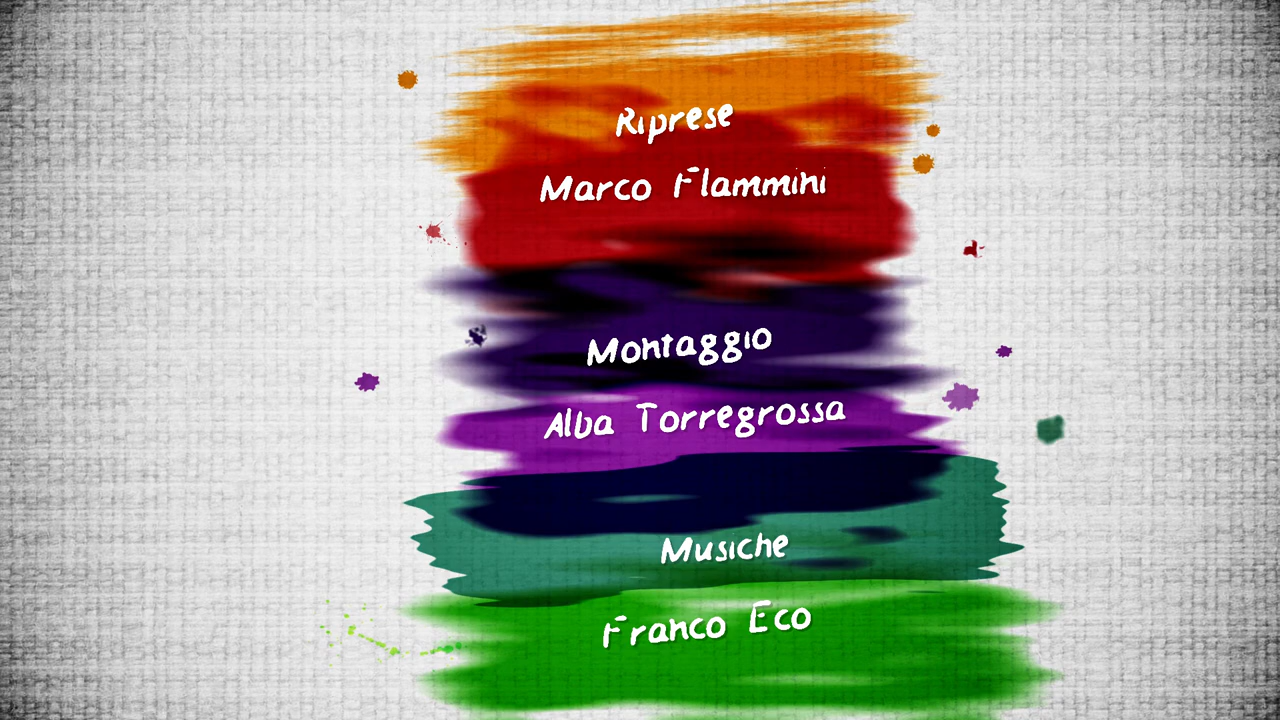 Riprese
Marco Flammini
Montaggio
Alba Torregrossa
Musiche
Franco Eco